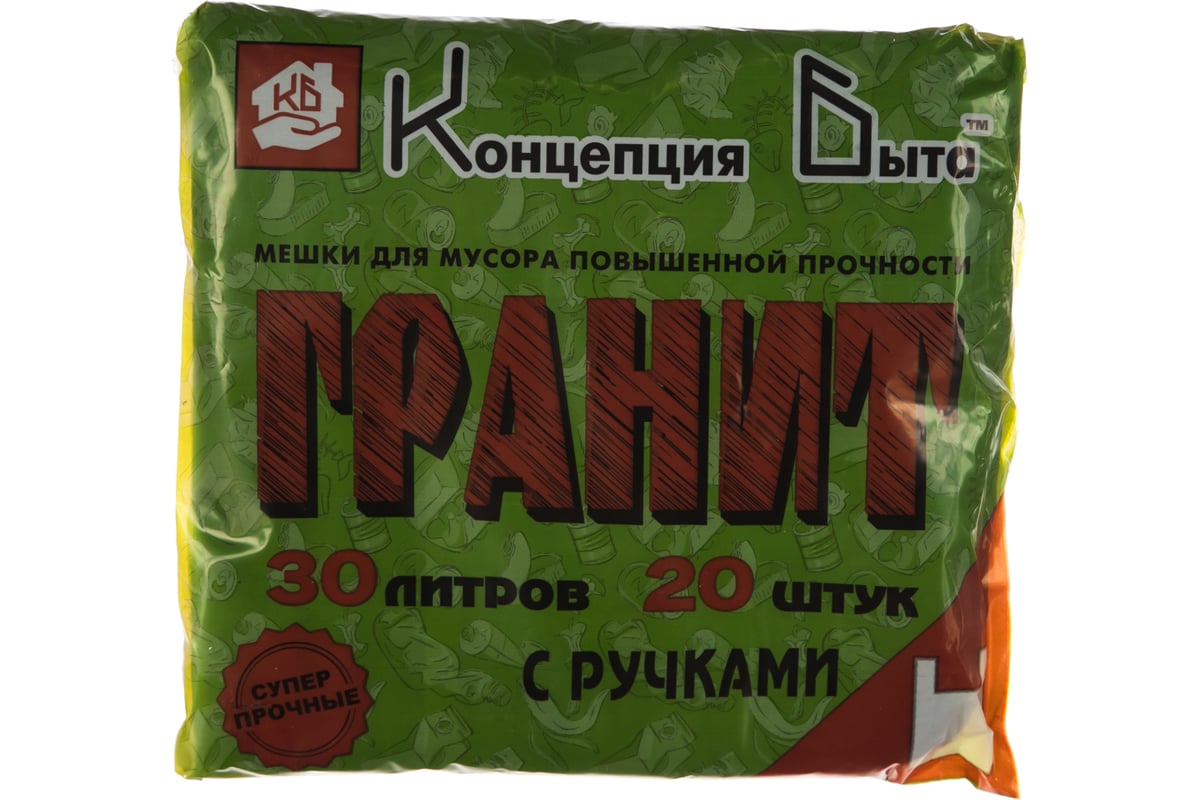 КБ
Концепция Быта™
МЕШКИ ДЛЯ МУСОРА ПОВЫШЕННОЙ ПРОЧНОСТИ
ГРАНИТ
30 ЛИТРОВ 20 ШТУК
С РУЧКАМИ
СУПЕР
ПРОЧНЫЕ